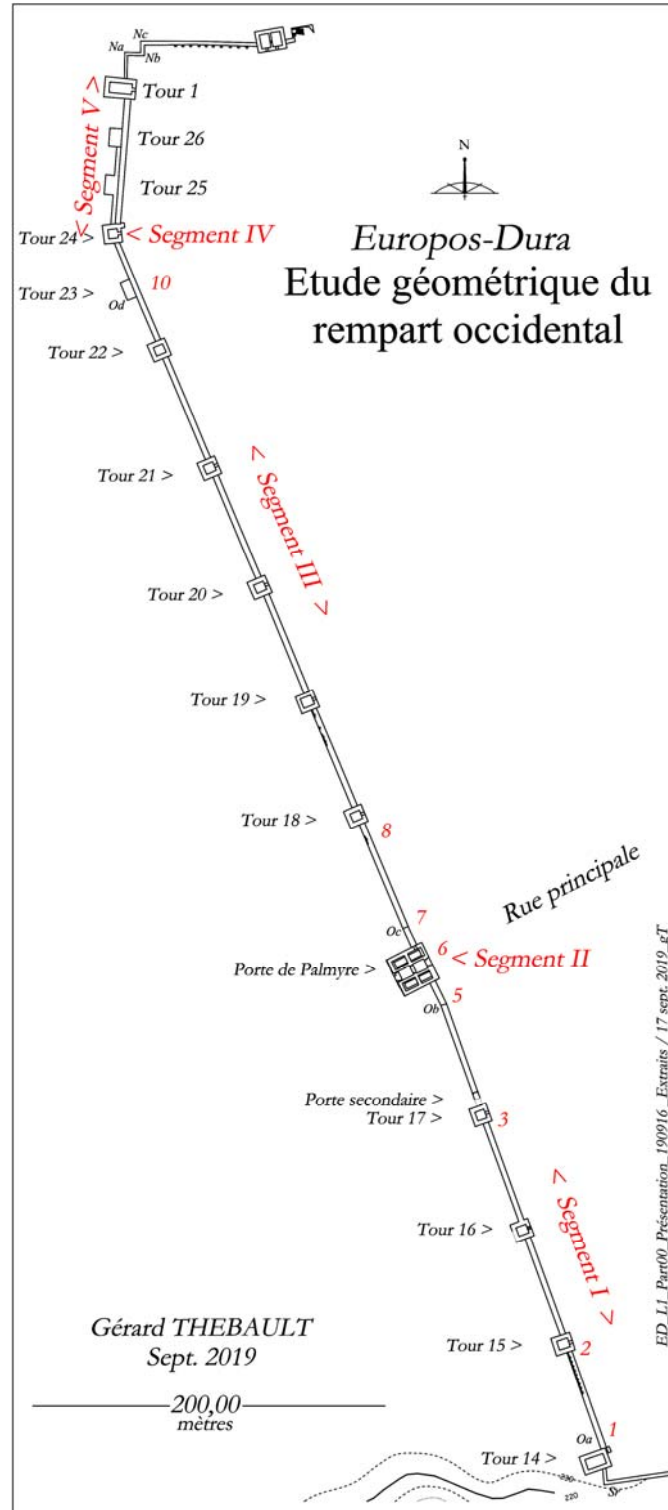 Nc
Na
Nb
Tour 1
< Segment V >
Tour 26
Tour 25
N
Tour 24 >
< Segment IV
Europos-Dura
Etude géométrique du
rempart occidental
Tour 23 >
Od
10
Tour 22 >
Tour 21 >
< Segment III >
Tour 20 >
Tour 19 >
Tour 18 >
8
Rue principale
7
Oc
6
< Segment II
Porte de Palmyre >
5
Ob
Porte secondaire >
Tour 17 >
3
< Segment I >
Tour 16 >
Gérard THEBAULT
Sept. 2019
Tour 15 >
2
200,00
mètres
1
Oa
Tour 14 >
230
220
Sr
ED_L1_Part00_Présentation_190916_Extraits / 17 sept. 2019_gT